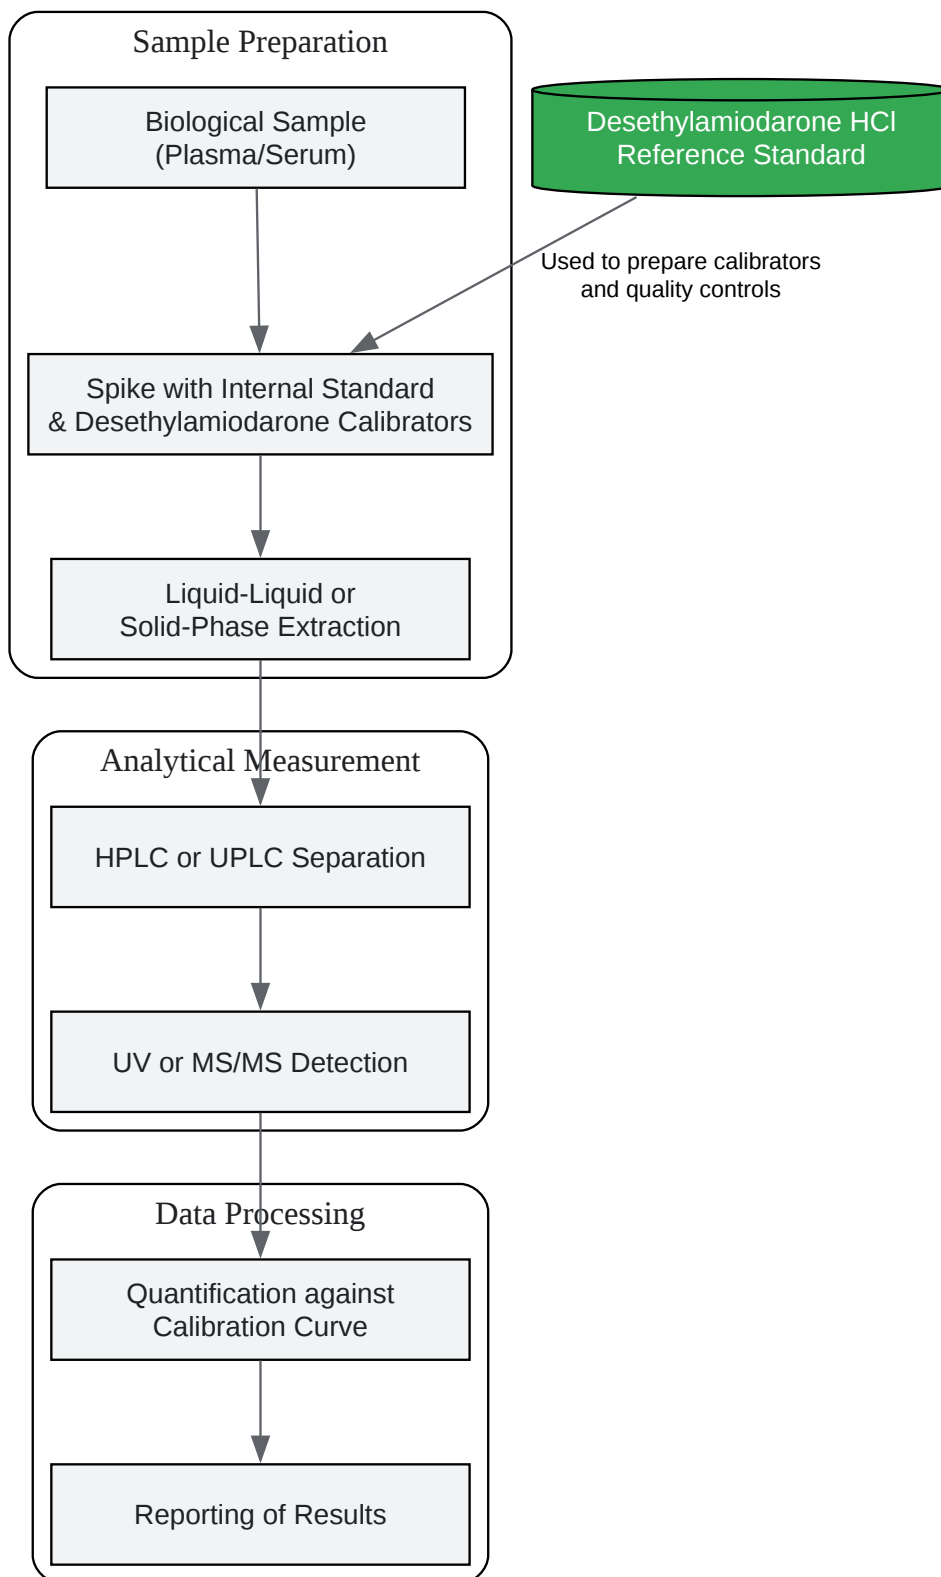 Sample Preparation
Biological Sample
(Plasma/Serum)
Desethylamiodarone HCl
Reference Standard
Used to prepare calibrators
and quality controls
Spike with Internal Standard
& Desethylamiodarone Calibrators
Liquid-Liquid or
Solid-Phase Extraction
Analytical Measurement
HPLC or UPLC Separation
UV or MS/MS Detection
Data Processing
Quantification against
Calibration Curve
Reporting of Results